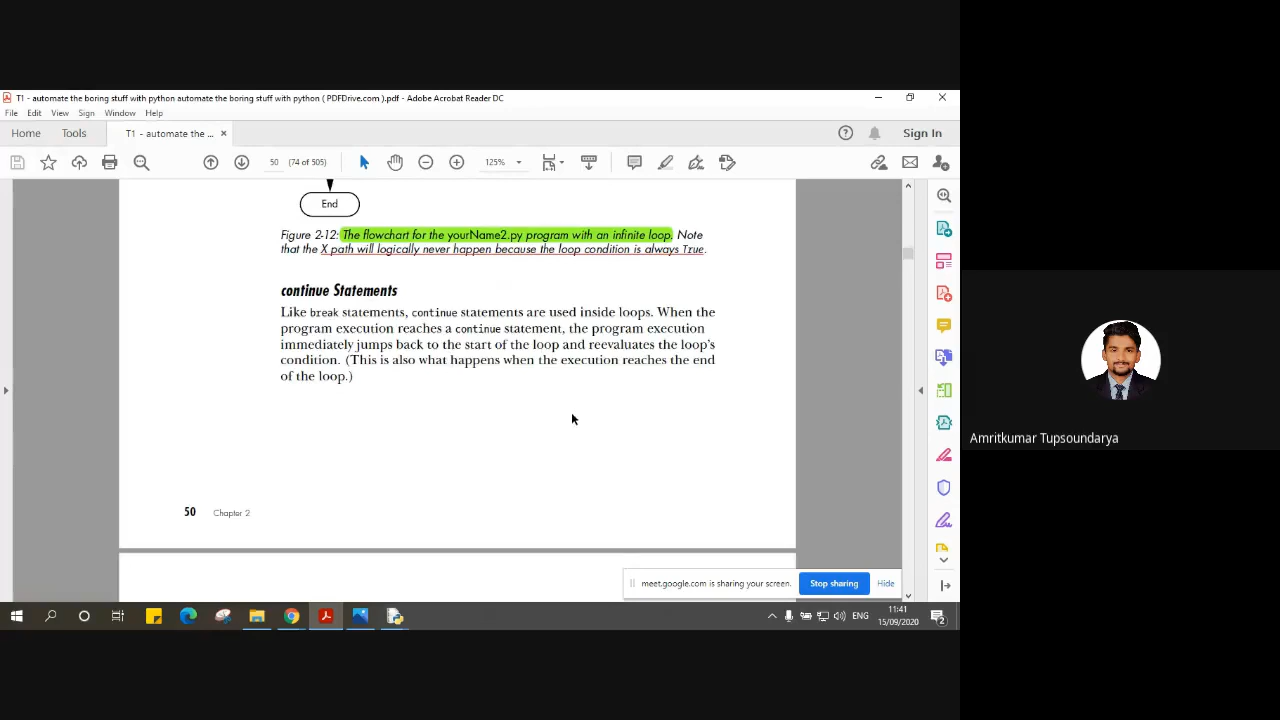 T1 - automate the boring stuff with python automate the boring stuff with python ( PDFDrive.com ).pdf - Adobe Acrobat Reader DC
File Edit View Sign Window Help
Home Tools T1 - automate the ... × Sign In
50 (74 of 505) 125%
End
Figure 2-12: The flowchart for the yourName2.py program with an infinite loop. Note
that the X path will logically never happen because the loop condition is always True.
continue Statements
Like break statements, continue statements are used inside loops. When the
program execution reaches a continue statement, the program execution
immediately jumps back to the start of the loop and reevaluates the loop's
condition. (This is also what happens when the execution reaches the end
of the loop.)
50 Chapter 2
Amritkumar Tupsoundarya
meet.google.com is sharing your screen. Stop sharing Hide
ENG
11:41
15/09/2020
2